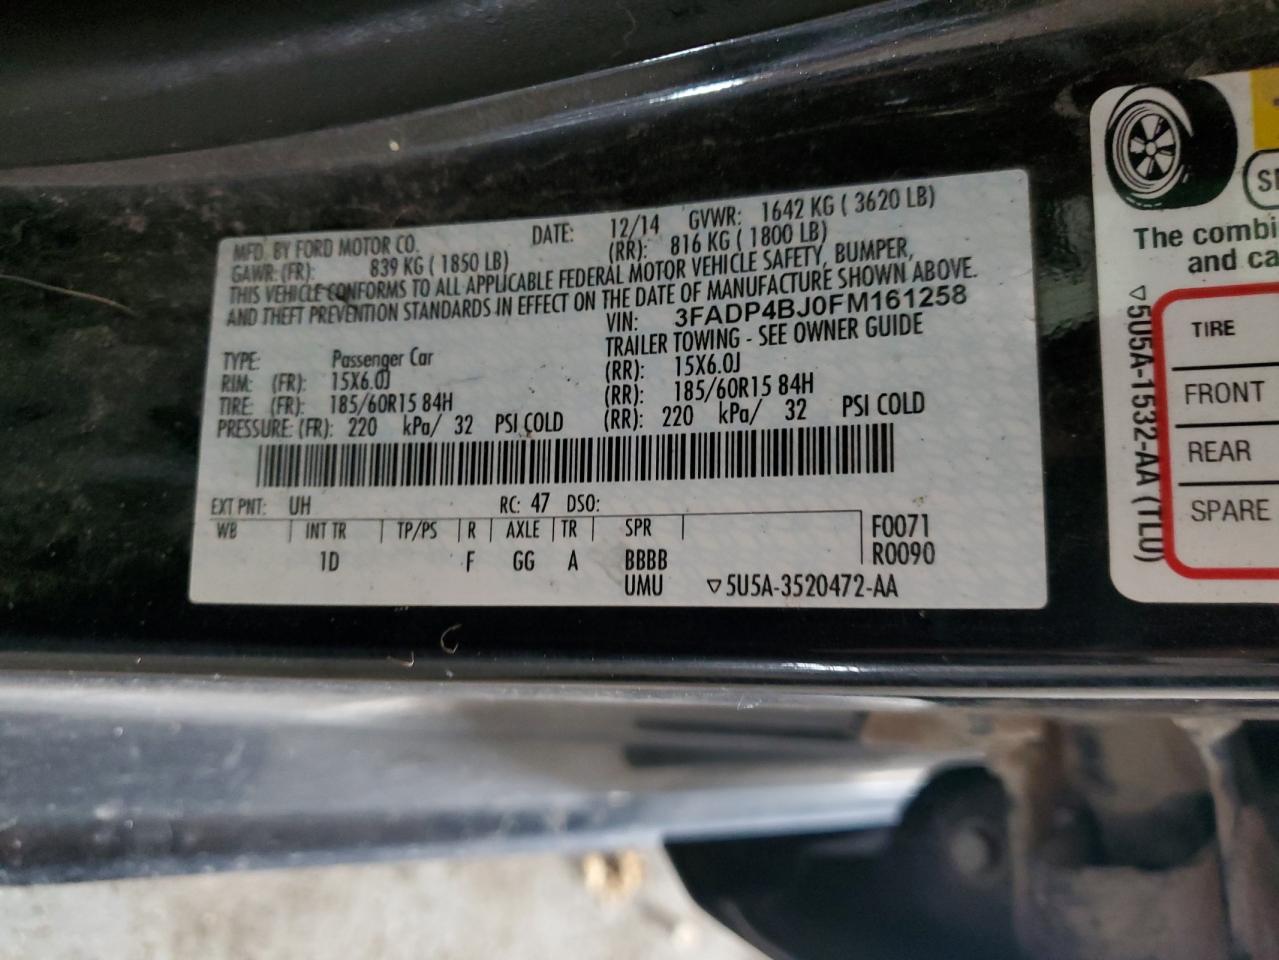 MFD. BY FORD MOTOR CO. DATE: 12/14 GVWR: 1642 KG ( 3620 LB)
GAWR: (FR): 839 KG ( 1850 LB) (RR): 816 KG ( 1800 LB)
THIS VEHICLE CONFORMS TO ALL APPLICABLE FEDERAL MOTOR VEHICLE SAFETY, BUMPER,
AND THEFT PREVENTION STANDARDS IN EFFECT ON THE DATE OF MANUFACTURE SHOWN ABOVE.
VIN: 3FADP4BJ0FM161258
TYPE: Passenger Car TRAILER TOWING - SEE OWNER GUIDE
RIM: (FR): 15X6.0J (RR): 15X6.0J
TIRE: (FR): 185/60R15 84H (RR): 185/60R15 84H
PRESSURE: (FR): 220 kPa/ 32 PSI COLD (RR): 220 kPa/ 32 PSI COLD
EXT PNT: UH RC: 47 DSO:
WB | INT TR | TP/PS | R | AXLE | TR | SPR | F0071
1D F GG A BBBB R0090
UMU ▽5U5A-3520472-AA
The combi
and ca
▽5U5A-1532-AA (TLU)
TIRE
FRONT
REAR
SPARE